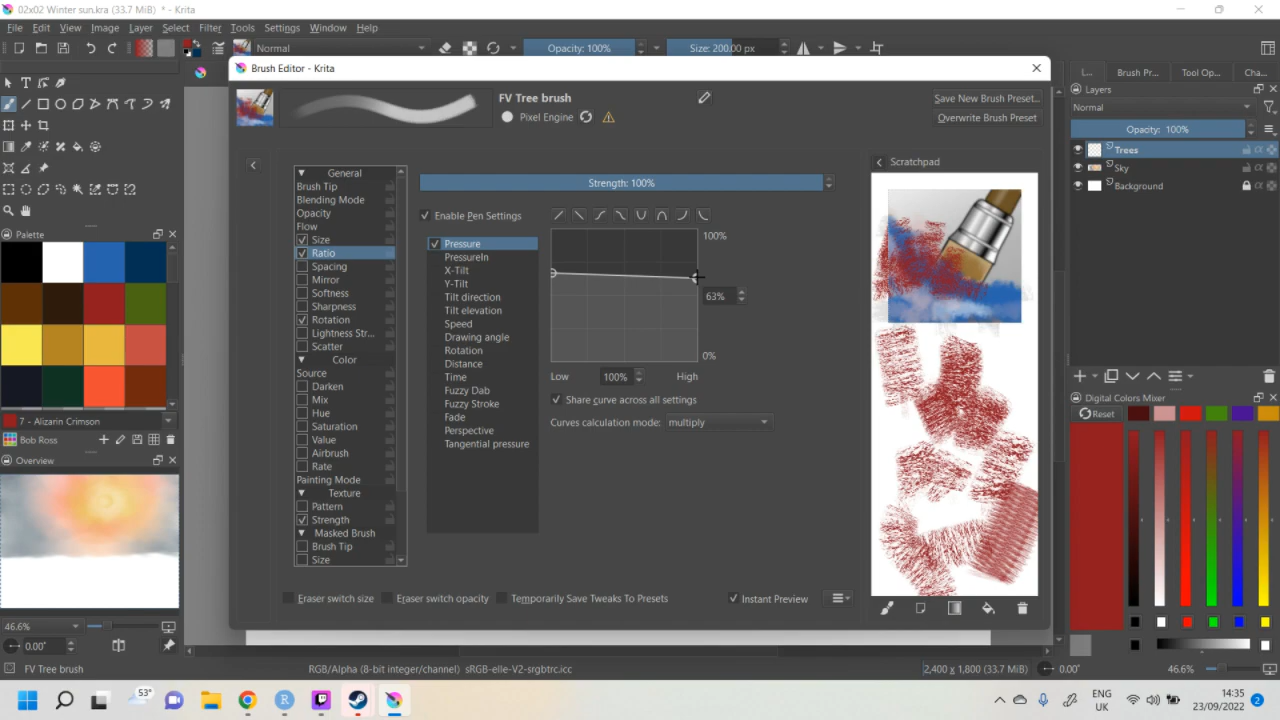 02x02 Winter sun.kra (33.7 MiB) * - Krita
File Edit View Image Layer Select Filter Tools Settings Window Help
Normal Opacity: 100% Size: 200.00 px
Brush Editor - Krita
L... Brush Pr... Tool Op... Cha...
Layers
Normal
Opacity: 100%
Trees
Sky
Background
FV Tree brush
Pixel Engine
Save New Brush Preset...
Overwrite Brush Preset
Scratchpad
General
Brush Tip
Blending Mode
Opacity
Flow
Size
Ratio
Spacing
Mirror
Softness
Sharpness
Rotation
Lightness Str...
Scatter
Color
Source
Darken
Mix
Hue
Saturation
Value
Airbrush
Rate
Painting Mode
Texture
Pattern
Strength
Masked Brush
Brush Tip
Size
Strength: 100%
Enable Pen Settings
Pressure
PressureIn
X-Tilt
Y-Tilt
Tilt direction
Tilt elevation
Speed
Drawing angle
Rotation
Distance
Time
Fuzzy Dab
Fuzzy Stroke
Fade
Perspective
Tangential pressure
100%
63%
0%
Low 100% High
Share curve across all settings
Curves calculation mode: multiply
Eraser switch size Eraser switch opacity Temporarily Save Tweaks To Presets Instant Preview
Palette
7 - Alizarin Crimson
Bob Ross
Overview
46.6%
0.00°
Digital Colors Mixer
Reset
FV Tree brush
RGB/Alpha (8-bit integer/channel) sRGB-elle-V2-srgbtrc.icc
2,400 x 1,800 (33.7 MiB) 0.00° 46.6%
53°
ENG
UK
14:35
23/09/2022
2